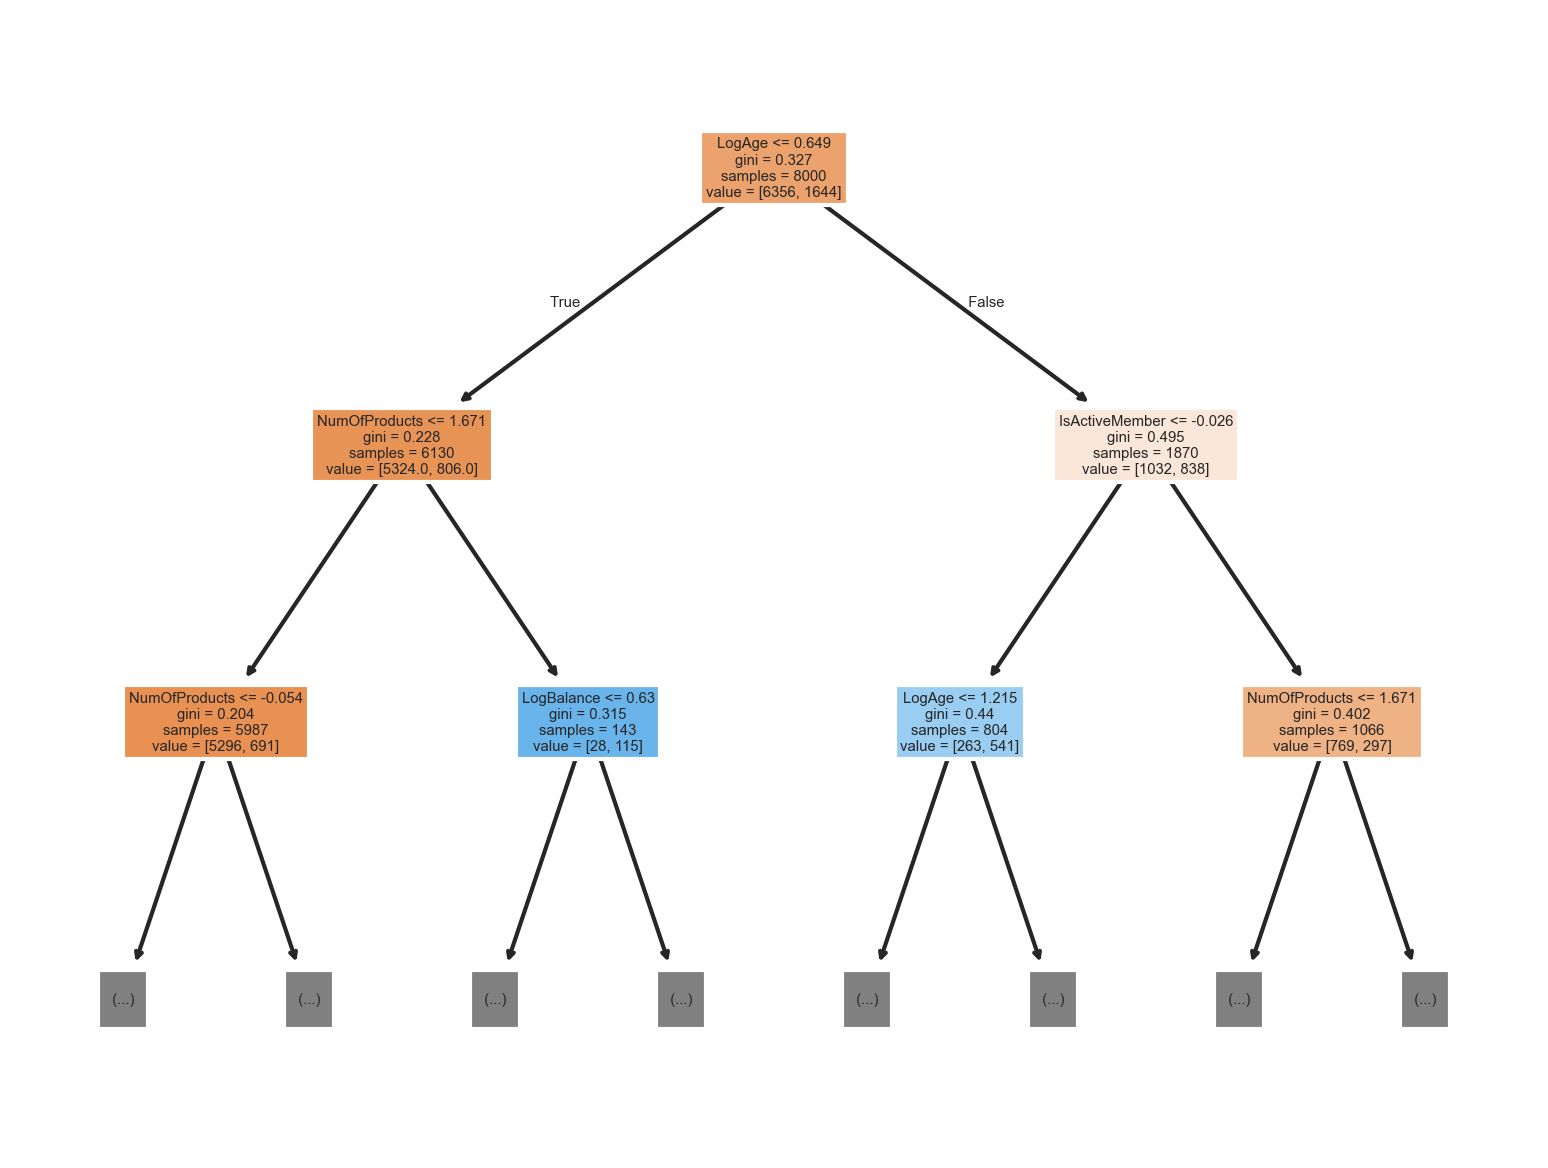 LogAge <= 0.649
gini = 0.327
samples = 8000
value = [6356, 1644]
True
False
NumOfProducts <= 1.671
gini = 0.228
samples = 6130
value = [5324.0, 806.0]
IsActiveMember <= -0.026
gini = 0.495
samples = 1870
value = [1032, 838]
NumOfProducts <= -0.054
gini = 0.204
samples = 5987
value = [5296, 691]
LogBalance <= 0.63
gini = 0.315
samples = 143
value = [28, 115]
LogAge <= 1.215
gini = 0.44
samples = 804
value = [263, 541]
NumOfProducts <= 1.671
gini = 0.402
samples = 1066
value = [769, 297]
(...)
(...)
(...)
(...)
(...)
(...)
(...)
(...)